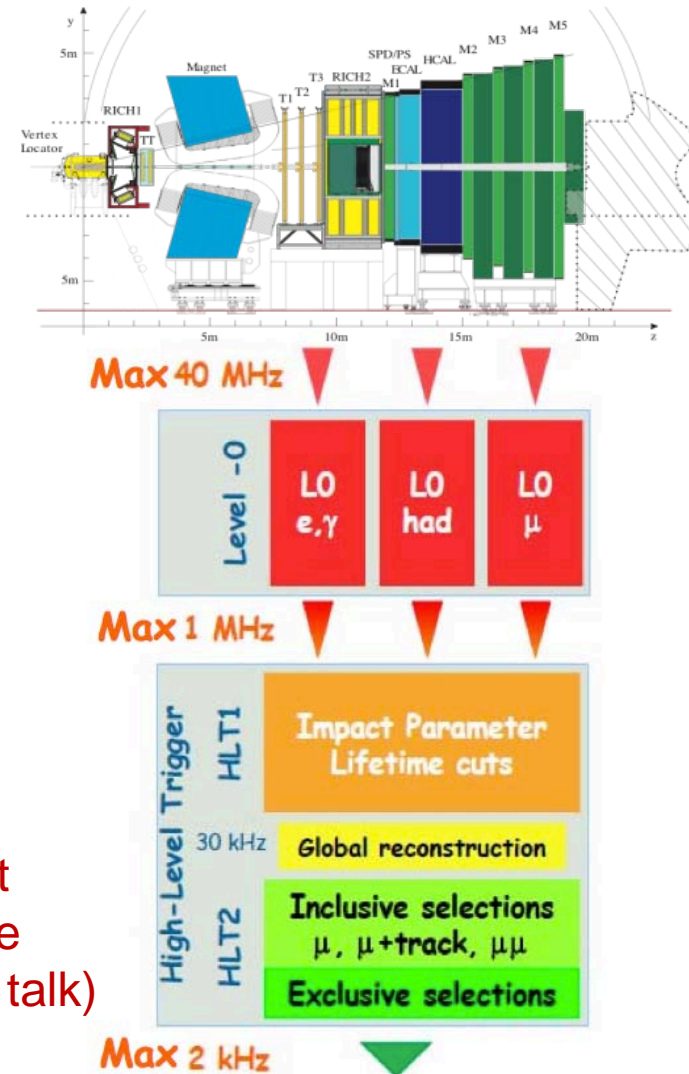 y
5m
Vertex
Locator
RICH1
TT
Magnet
T1
T2
T3
RICH2
M1
SPD/PS
ECAL
HCAL
M2
M3
M4
M5
5m
5m
10m
15m
20m
z
Max 40 MHz
Level -0
L0
e,γ
L0
had
L0
μ
Max 1 MHz
High-Level Trigger
HLT1
Impact Parameter
Lifetime cuts
30 kHz
Global reconstruction
HLT2
Inclusive selections
μ, μ+track, μμ
Exclusive selections
t
e
talk)
Max 2 kHz